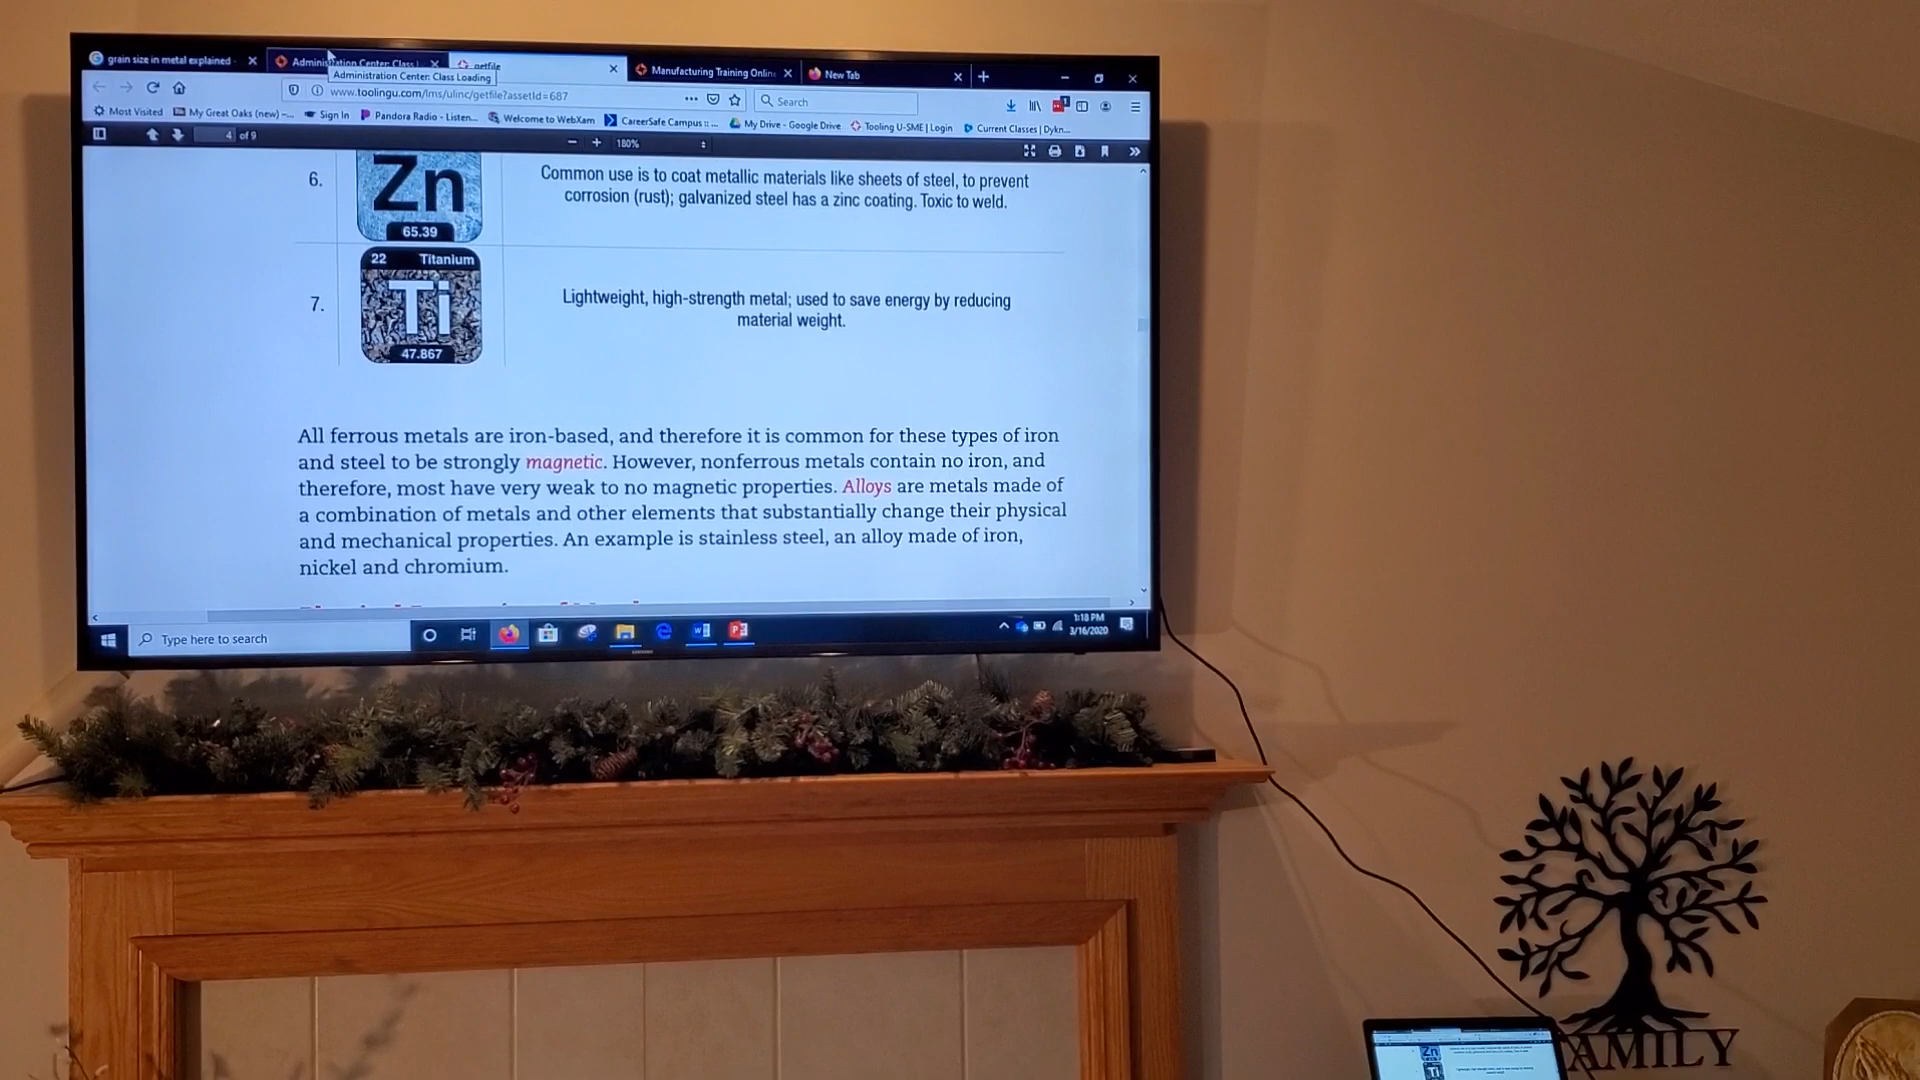 grain size in metal explained
Administration Center: Class L
getfile
Manufacturing Training Onlin
New Tab
Administration Center: Class Loading
www.toolingu.com/lms/ulinc/getfile?assetId=687
Search
Most Visited
My Great Oaks (new) –...
Sign In
Pandora Radio - Listen...
Welcome to WebXam
CareerSafe Campus :: ...
My Drive - Google Drive
Tooling U-SME | Login
Current Classes | Dykn...
4 of 9
180%
6.
Zn
65.39
Common use is to coat metallic materials like sheets of steel, to prevent
corrosion (rust); galvanized steel has a zinc coating. Toxic to weld.
7.
22 Titanium
Ti
47.867
Lightweight, high-strength metal; used to save energy by reducing
material weight.
All ferrous metals are iron-based, and therefore it is common for these types of iron
and steel to be strongly magnetic. However, nonferrous metals contain no iron, and
therefore, most have very weak to no magnetic properties. Alloys are metals made of
a combination of metals and other elements that substantially change their physical
and mechanical properties. An example is stainless steel, an alloy made of iron,
nickel and chromium.
Type here to search
1:18 PM
3/16/2020
SAMSUNG
Zn
Ti
FAMILY